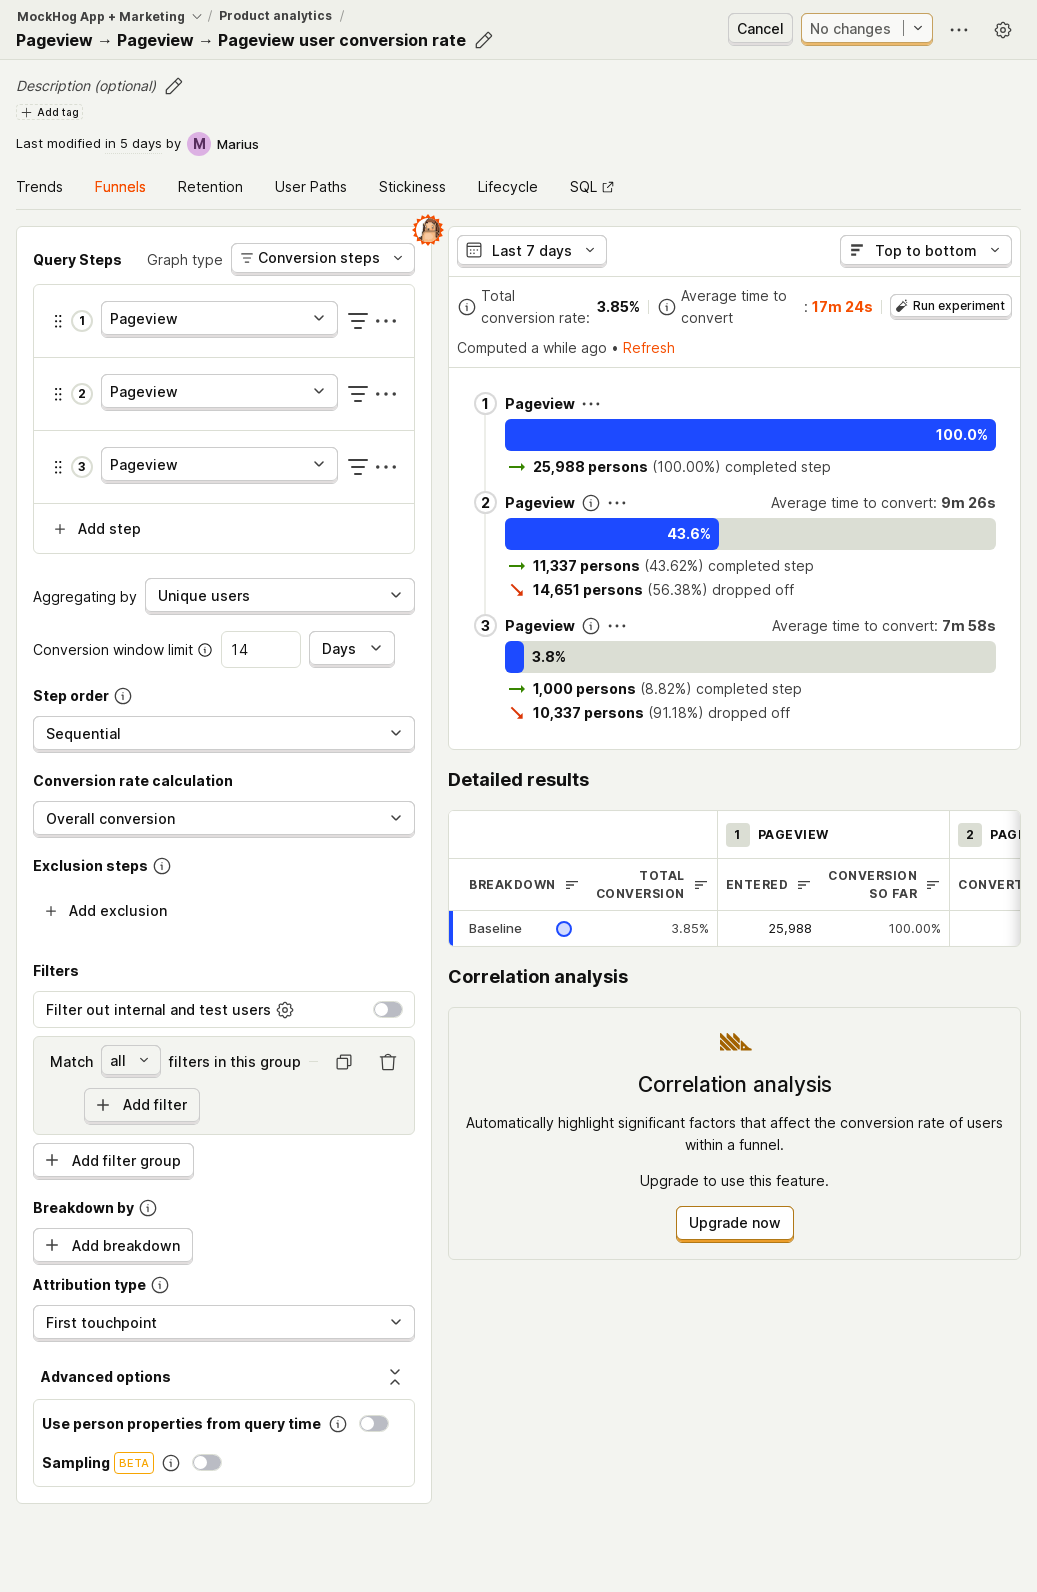 MockHog App + Marketing / Product analytics /
Pageview → Pageview → Pageview user conversion rate
Cancel
No changes
Description (optional)
Add tag
Last modified in 5 days by M Marius
Trends Funnels Retention User Paths Stickiness Lifecycle SQL
Query Steps Graph type Conversion steps
1 Pageview
2 Pageview
3 Pageview
Add step
Aggregating by Unique users
Conversion window limit 14 Days
Step order
Sequential
Conversion rate calculation
Overall conversion
Exclusion steps
Add exclusion
Filters
Filter out internal and test users
Match all filters in this group
Add filter
Add filter group
Breakdown by
Add breakdown
Attribution type
First touchpoint
Advanced options
Use person properties from query time
Sampling BETA
Last 7 days Top to bottom
Total conversion rate: 3.85% Average time to convert : 17m 24s Run experiment
Computed a while ago • Refresh
1 Pageview
100.0%
25,988 persons (100.00%) completed step
2 Pageview Average time to convert: 9m 26s
43.6%
11,337 persons (43.62%) completed step
14,651 persons (56.38%) dropped off
3 Pageview Average time to convert: 7m 58s
3.8%
1,000 persons (8.82%) completed step
10,337 persons (91.18%) dropped off
Detailed results
1 PAGEVIEW 2 PAGE
BREAKDOWN TOTAL CONVERSION ENTERED CONVERSION SO FAR CONVERT
Baseline 3.85% 25,988 100.00%
Correlation analysis
Correlation analysis
Automatically highlight significant factors that affect the conversion rate of users
within a funnel.
Upgrade to use this feature.
Upgrade now